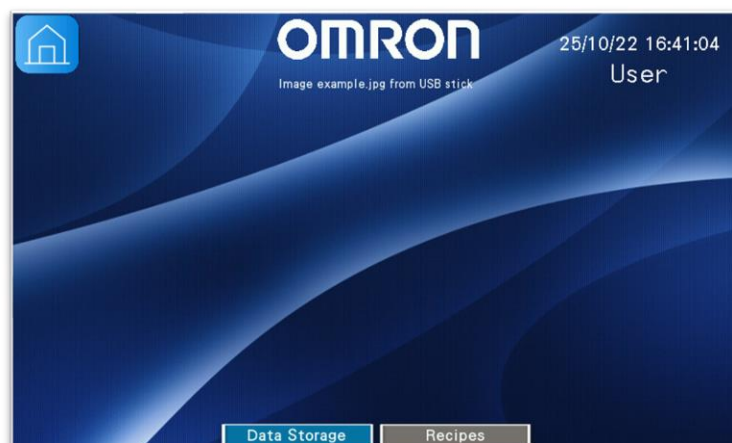 OMRON
25/10/22 16:41:04
Image example.jpg from USB stick
User
Data Storage
Recipes